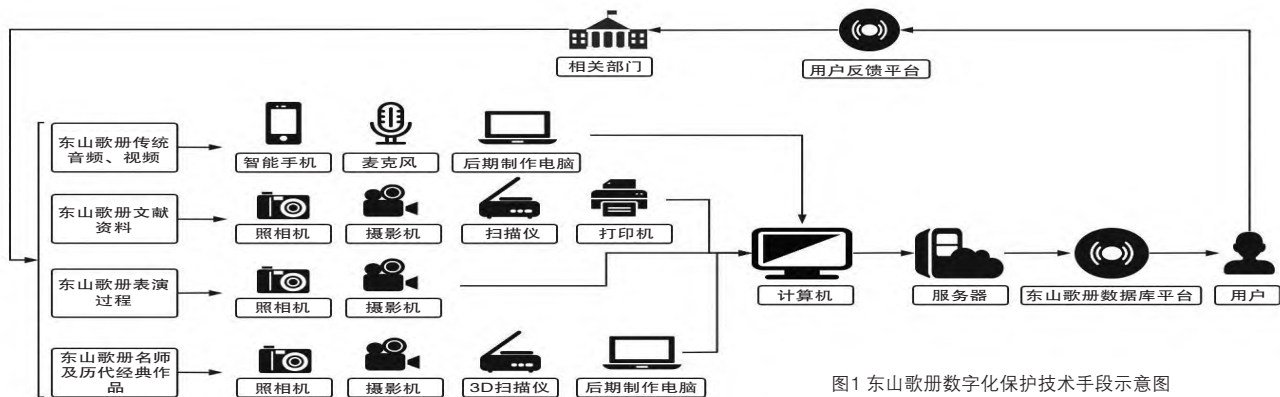 相关部门
用户反馈平台
东山歌册传统
音频、视频
智能手机
麦克风
后期制作电脑
东山歌册文献
资料
照相机
摄影机
扫描仪
打印机
东山歌册表演
过程
照相机
摄影机
计算机
服务器
东山歌册数据库平台
用户
东山歌册名师
及历代经典作
品
照相机
摄影机
3D扫描仪
后期制作电脑
图1 东山歌册数字化保护技术手段示意图